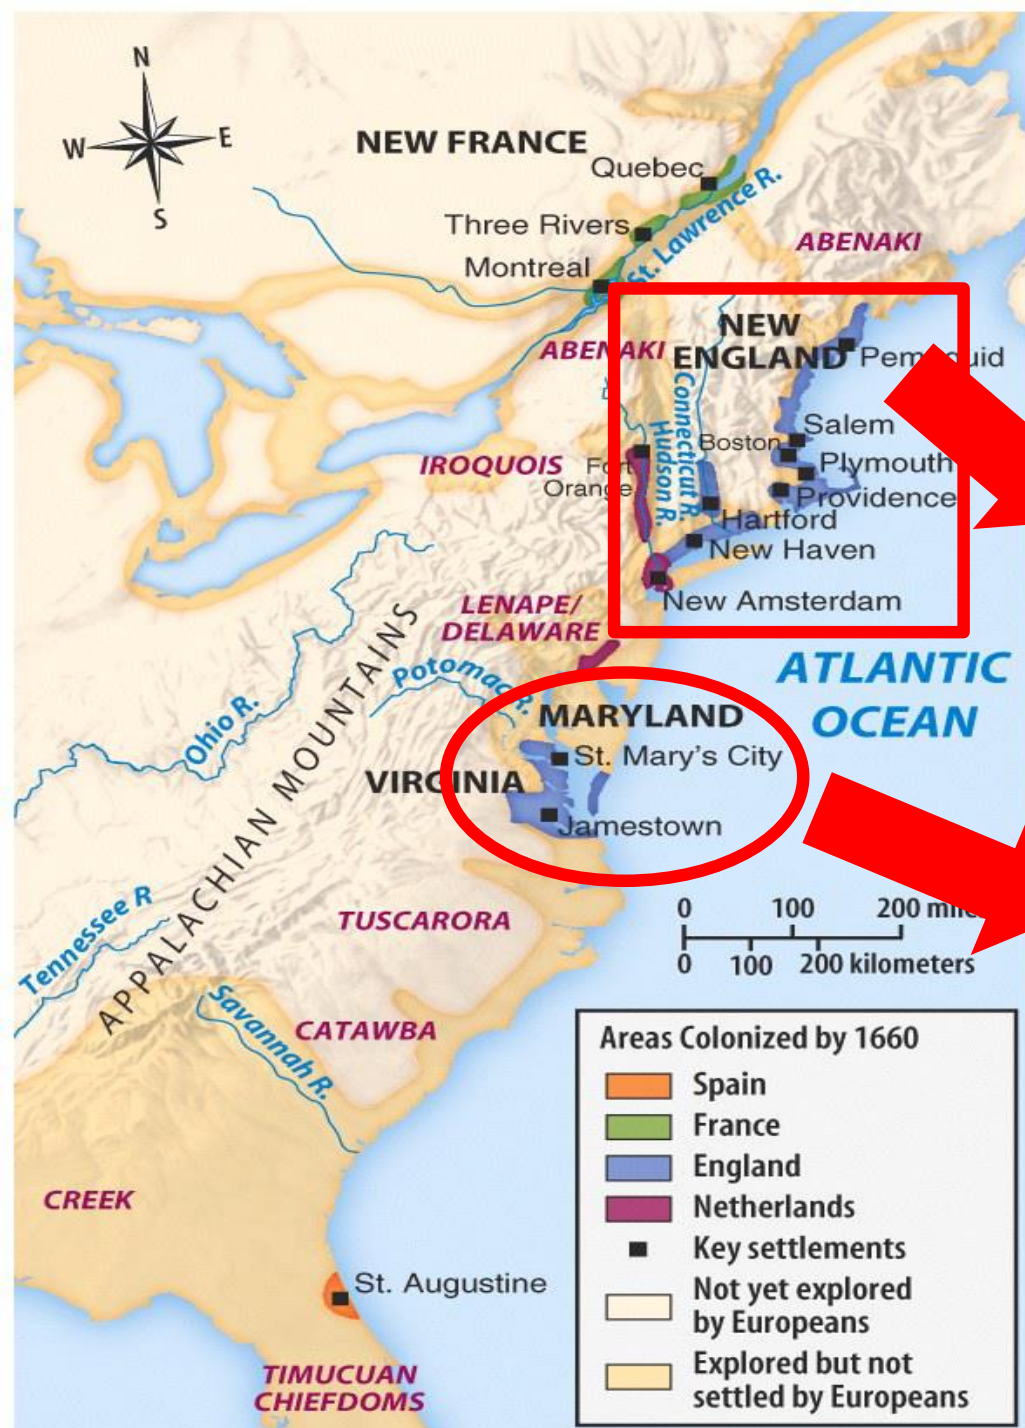 N
W
E
S
NEW FRANCE
Quebec
St. Lawrence R.
Three Rivers
ABENAKI
Montreal
NEW
ENGLAND
ABENAKI
Connecticut R.
Hudson R.
Salem
Boston
IROQUOIS
Fort
Orange
Plymouth
Providence
Hartford
New Haven
New Amsterdam
LENAPE/
DELAWARE
ATLANTIC
OCEAN
Potomac R.
Ohio R.
APPALACHIAN MOUNTAINS
MARYLAND
St. Mary's City
VIRGINIA
Jamestown
Tennessee R
TUSCARORA
0 100 200
0 100 200 kilometers
Savannah R.
CATAWBA
CREEK
St. Augustine
TIMUCUAN
CHIEFDOMS
Areas Colonized by 1660
Spain
France
England
Netherlands
Key settlements
Not yet explored
by Europeans
Explored but not
settled by Europeans